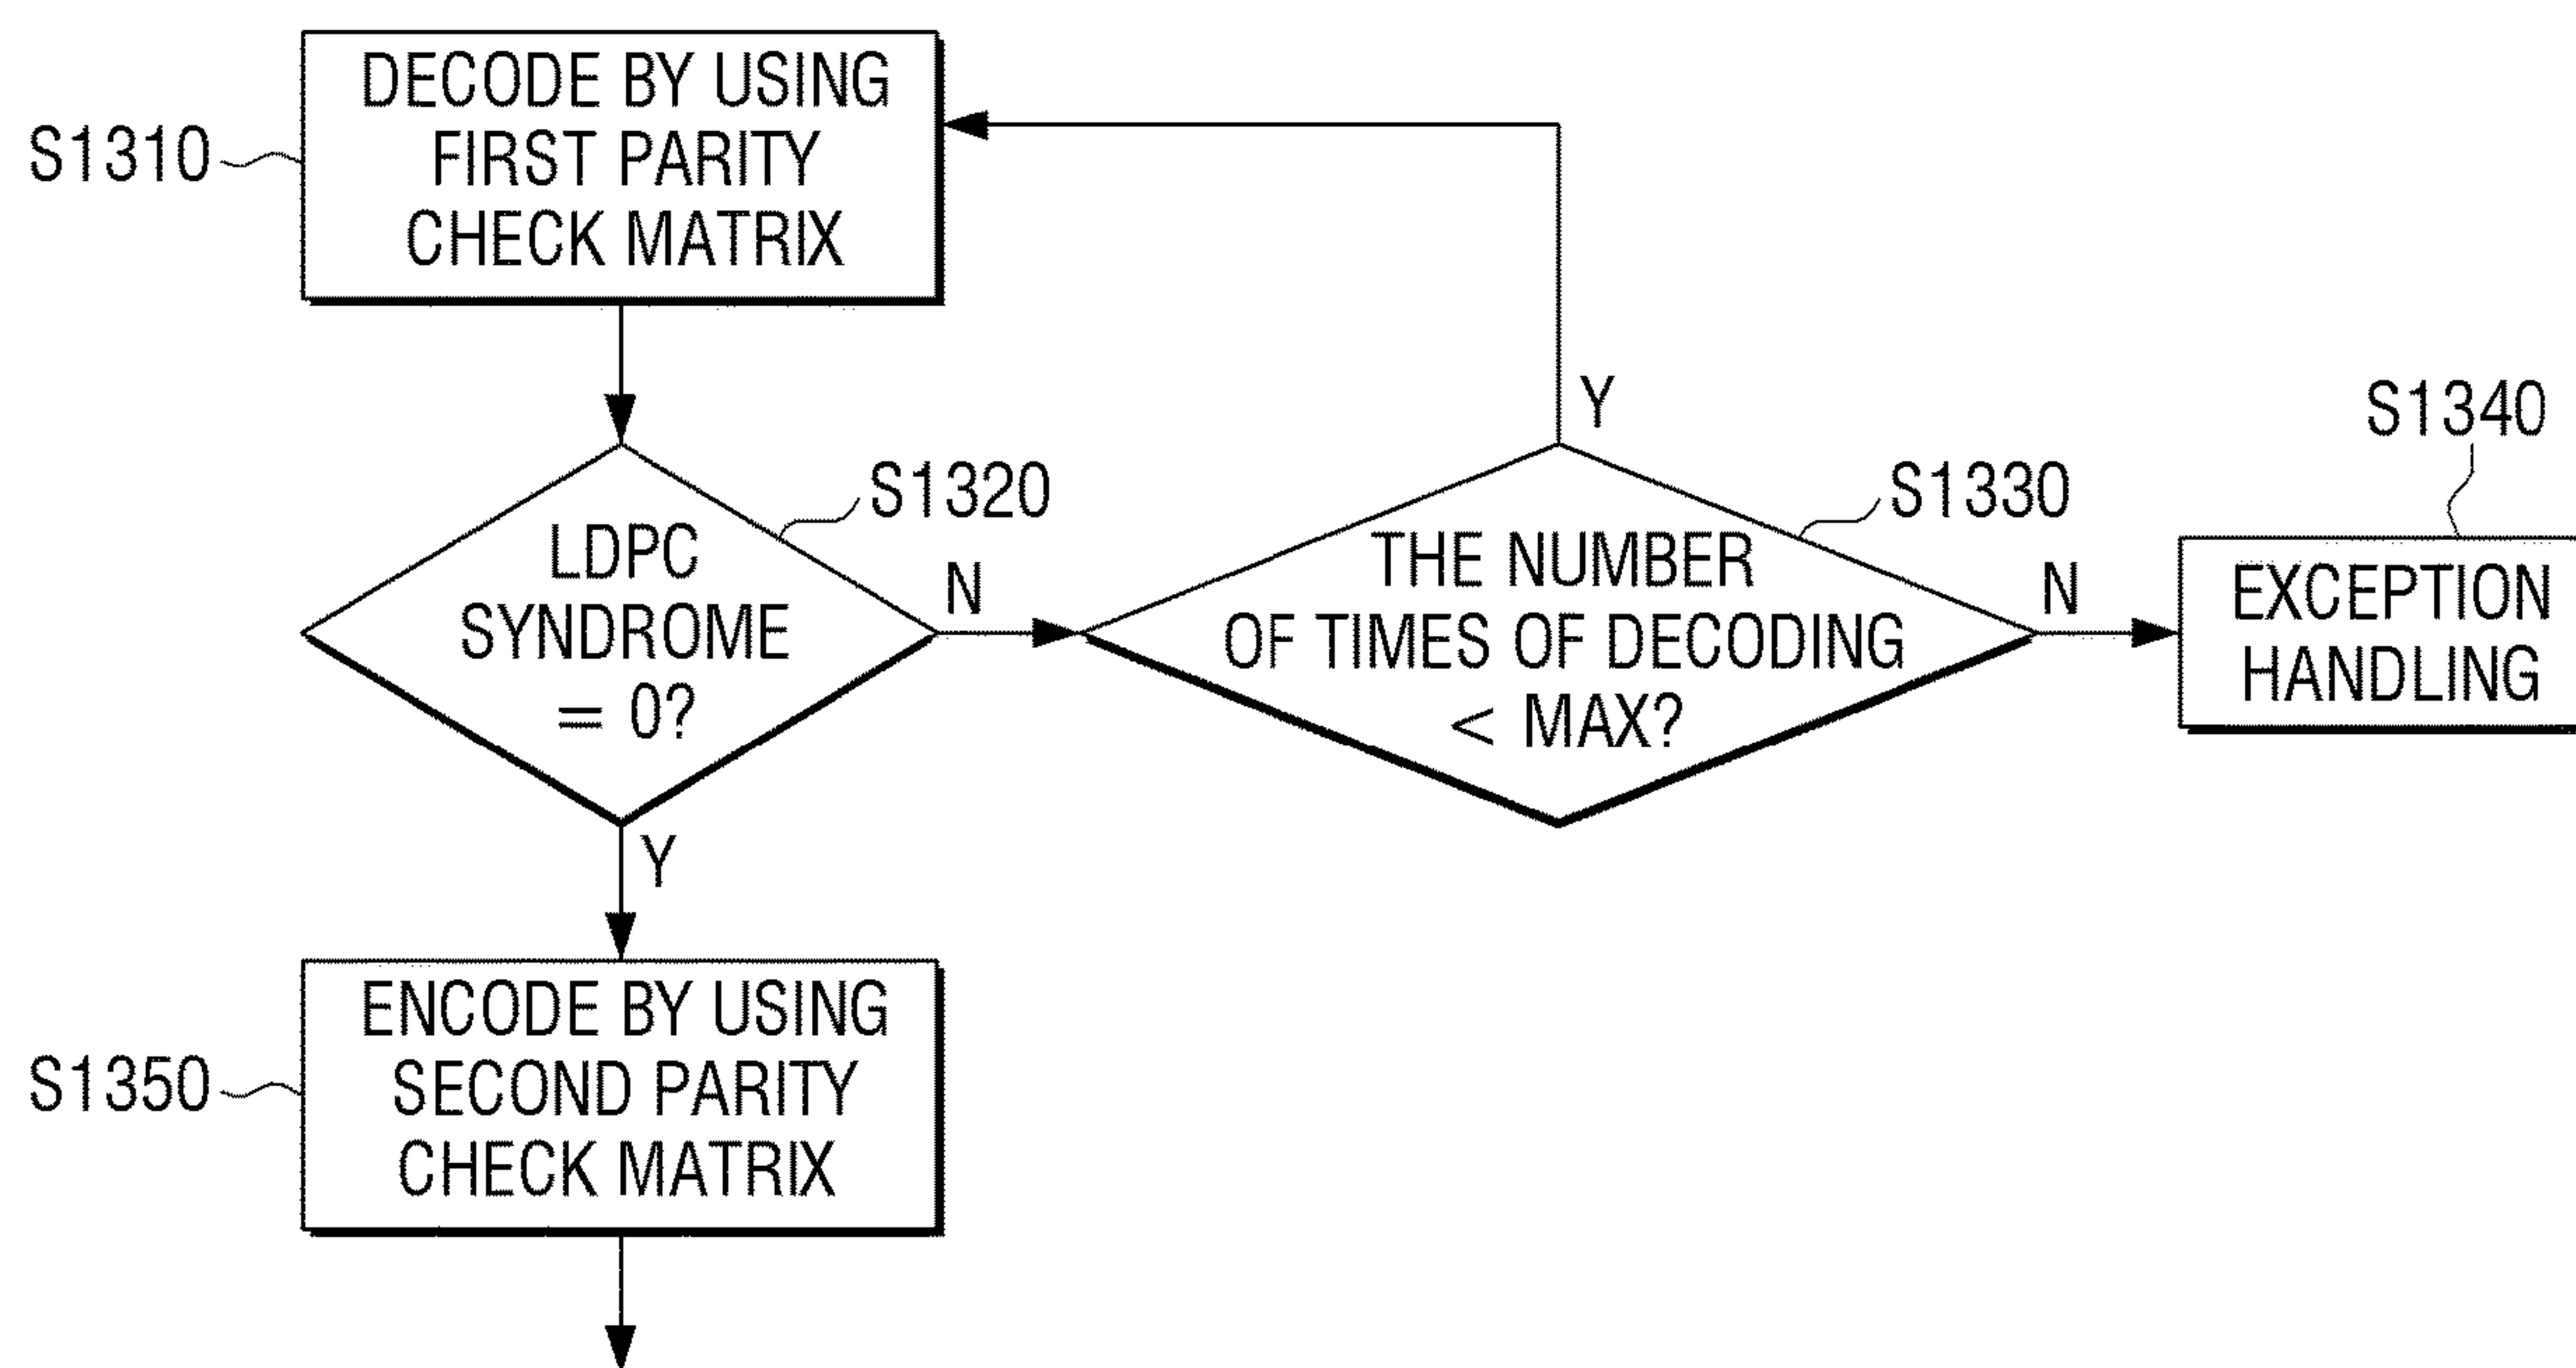 S1310
DECODE BY USING
FIRST PARITY
CHECK MATRIX
S1320
LDPC
SYNDROME
= 0?
N
Y
S1330
THE NUMBER
OF TIMES OF DECODING
< MAX?
Y
N
S1340
EXCEPTION
HANDLING
S1350
ENCODE BY USING
SECOND PARITY
CHECK MATRIX